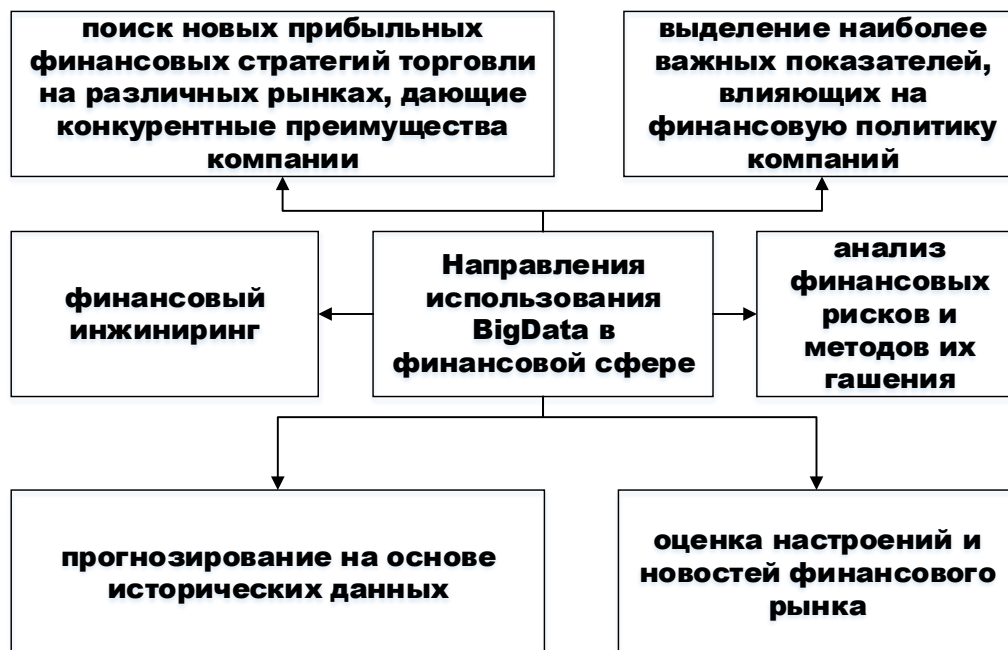 поиск новых прибыльных
финансовых стратегий торговли
на различных рынках, дающие
конкурентные преимущества
компании
выделение наиболее
важных показателей,
влияющих на
финансовую политику
компаний
финансовый
инжиниринг
Направления
использования
BigData в
финансовой сфере
анализ
финансовых
рисков и
методов их
гашения
прогнозирование на основе
исторических данных
оценка настроений и
новостей финансового
рынка